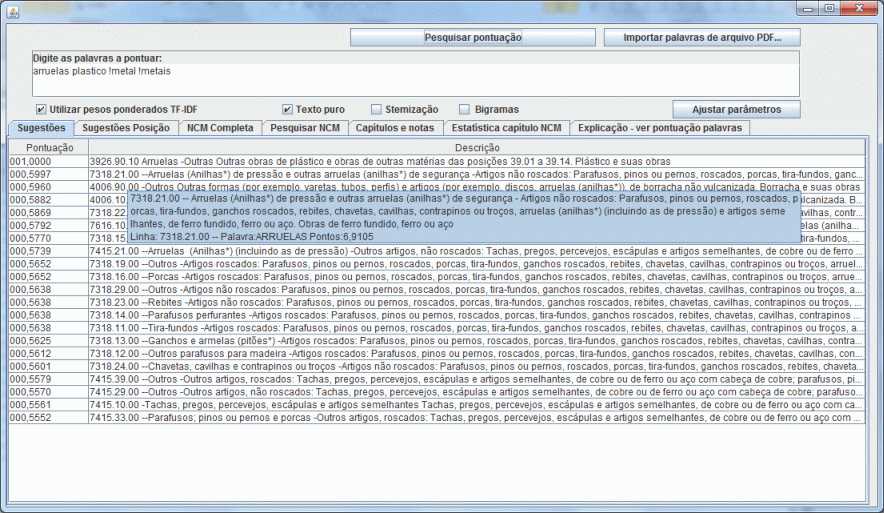 Pesquisar pontuação Importar palavras de arquivo PDF...
Digite as palavras a pontuar:
arruelas plastico !metal !metais
Utilizar pesos ponderados TF-IDF Texto puro Stemização Bigramas Ajustar parâmetros
Sugestões Sugestões Posição NCM Completa Pesquisar NCM Capítulos e notas Estatística capítulo NCM Explicação - ver pontuação palavras
Pontuação Descrição
001,0000 3926.90.10 Arruelas -Outras Outras obras de plástico e obras de outras matérias das posições 39.01 a 39.14. Plástico e suas obras
000,5997 7318.21.00 --Arruelas (Anilhas*) de pressão e outras arruelas (anilhas*) de segurança -Artigos não roscados: Parafusos, pinos ou pernos, roscados, porcas, tira-fundos, ganc...
000,5960 4006.90.00 -Outros Outras formas (por exemplo, varetas, tubos, perfis) e artigos (por exemplo, discos, arruelas (anilhas*)), de borracha não vulcanizada. Borracha e suas obras
000,5882 4006.10. vulcanizada. B...
000,5869 7318.22. avilhas, cont...
000,5792 7616.10. arruelas (anilha...
000,5770 7318.15. tira-fundos, ...
7318.21.00 -- Arruelas (Anilhas*) de pressão e outras arruelas (anilhas*) de segurança - Artigos não roscados: Parafusos, pinos ou pernos, roscados, p
orcas, tira-fundos, ganchos roscados, rebites, chavetas, cavilhas, contrapinos ou troços, arruelas (anilhas*) (incluindo as de pressão) e artigos seme
lhantes, de ferro fundido, ferro ou aço. Obras de ferro fundido, ferro ou aço
Linha: 7318.21.00 -- Palavra:ARRUELAS Pontos:6,9105
000,5739 7415.21.00 --Arruelas (Anilhas*) (incluindo as de pressão) -Outros artigos, não roscados: Tachas, pregos, percevejos, escápulas e artigos semelhantes, de cobre ou de ferro ...
000,5652 7318.19.00 --Outros -Artigos roscados: Parafusos, pinos ou pernos, roscados, porcas, tira-fundos, ganchos roscados, rebites, chavetas, cavilhas, contrapinos ou troços, arruel...
000,5652 7318.16.00 --Porcas -Artigos roscados: Parafusos, pinos ou pernos, roscados, porcas, tira-fundos, ganchos roscados, rebites, chavetas, cavilhas, contrapinos ou troços, arrue...
000,5638 7318.29.00 --Outros -Artigos não roscados: Parafusos, pinos ou pernos, roscados, porcas, tira-fundos, ganchos roscados, rebites, chavetas, cavilhas, contrapinos ou troços, a...
000,5638 7318.23.00 --Rebites -Artigos não roscados: Parafusos, pinos ou pernos, roscados, porcas, tira-fundos, ganchos roscados, rebites, chavetas, cavilhas, contrapinos ou troços, ...
000,5638 7318.14.00 --Parafusos perfurantes -Artigos roscados: Parafusos, pinos ou pernos, roscados, porcas, tira-fundos, ganchos roscados, rebites, chavetas, cavilhas, contrapinos ...
000,5638 7318.11.00 --Tira-fundos -Artigos roscados: Parafusos, pinos ou pernos, roscados, porcas, tira-fundos, ganchos roscados, rebites, chavetas, cavilhas, contrapinos ou troços, a...
000,5625 7318.13.00 --Ganchos e armelas (pitões*) -Artigos roscados: Parafusos, pinos ou pernos, roscados, porcas, tira-fundos, ganchos roscados, rebites, chavetas, cavilhas, contra...
000,5612 7318.12.00 --Outros parafusos para madeira -Artigos roscados: Parafusos, pinos ou pernos, roscados, porcas, tira-fundos, ganchos roscados, rebites, chavetas, cavilhas, con...
000,5601 7318.24.00 --Chavetas, cavilhas e contrapinos ou troços -Artigos não roscados: Parafusos, pinos ou pernos, roscados, porcas, tira-fundos, ganchos roscados, rebites, chaveta...
000,5579 7415.39.00 --Outros -Outros artigos, roscados: Tachas, pregos, percevejos, escápulas e artigos semelhantes, de cobre ou de ferro ou aço com cabeça de cobre; parafusos, pi...
000,5570 7415.29.00 --Outros -Outros artigos, não roscados: Tachas, pregos, percevejos, escápulas e artigos semelhantes, de cobre ou de ferro ou aço com cabeça de cobre; parafuso...
000,5561 7415.10.00 -Tachas, pregos, percevejos, escápulas e artigos semelhantes Tachas, pregos, percevejos, escápulas e artigos semelhantes, de cobre ou de ferro ou aço com ca...
000,5552 7415.33.00 --Parafusos; pinos ou pernos e porcas -Outros artigos, roscados: Tachas, pregos, percevejos, escápulas e artigos semelhantes, de cobre ou de ferro ou aço com ...